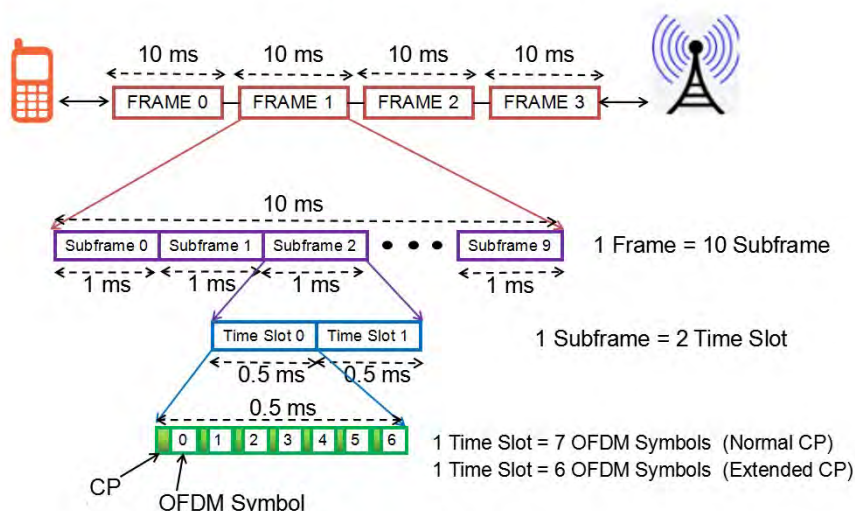 10 ms 10 ms 10 ms 10 ms
FRAME 0 FRAME 1 FRAME 2 FRAME 3
10 ms
Subframe 0 Subframe 1 Subframe 2 Subframe 9 1 Frame = 10 Subframe
1 ms 1 ms 1 ms 1 ms
Time Slot 0 Time Slot 1 1 Subframe = 2 Time Slot
0.5 ms 0.5 ms
0.5 ms
0 1 2 3 4 5 6 1 Time Slot = 7 OFDM Symbols (Normal CP)
1 Time Slot = 6 OFDM Symbols (Extended CP)
CP
OFDM Symbol